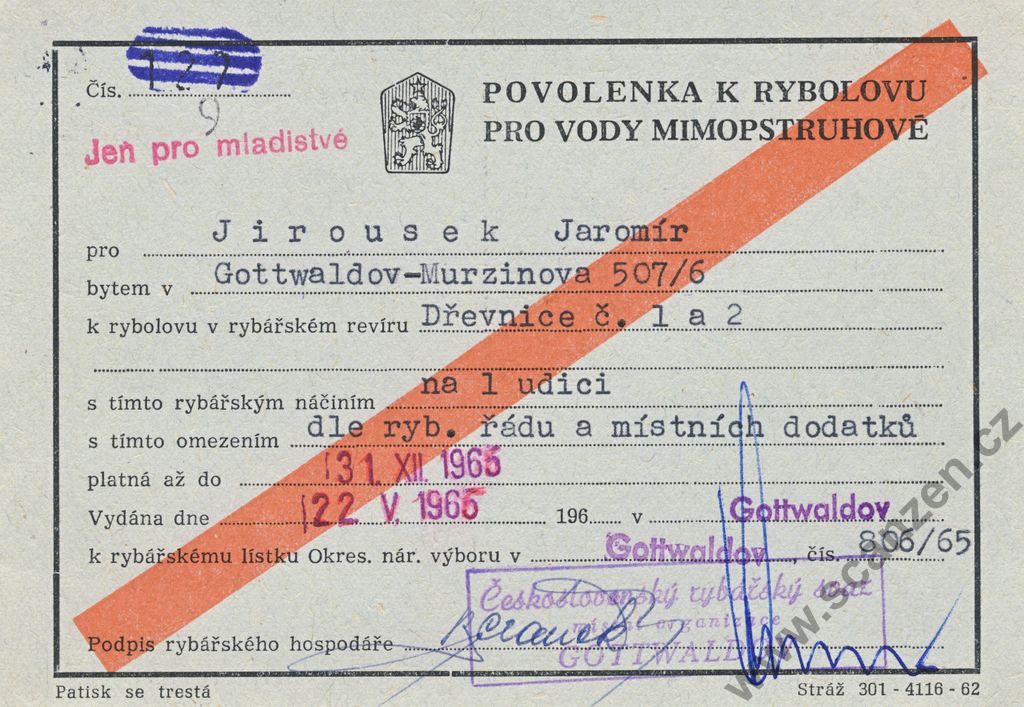 Čís. 127
9
Jen pro mladistvé
POVOLENKA K RYBOLOVU
PRO VODY MIMOPSTRUHOVÉ
pro Jirousek Jaromír
bytem v Gottwaldov-Murzinova 507/6
k rybolovu v rybářském revíru Dřevnice č. 1 a 2
s tímto rybářským náčiním na 1 udici
s tímto omezením dle ryb. řádu a místních dodatků
platná až do 31. XII. 1965
Vydána dne 22. V. 1965 196 v Gottwaldov
k rybářskému lístku Okres. nár. výboru v Gottwaldov, čís. 806/65
Československý rybářský svaz
místní organizace
GOTTWALDOV
Podpis rybářského hospodáře
Patisk se trestá
Stráž 301 - 4116 - 62
www.scanzen.cz